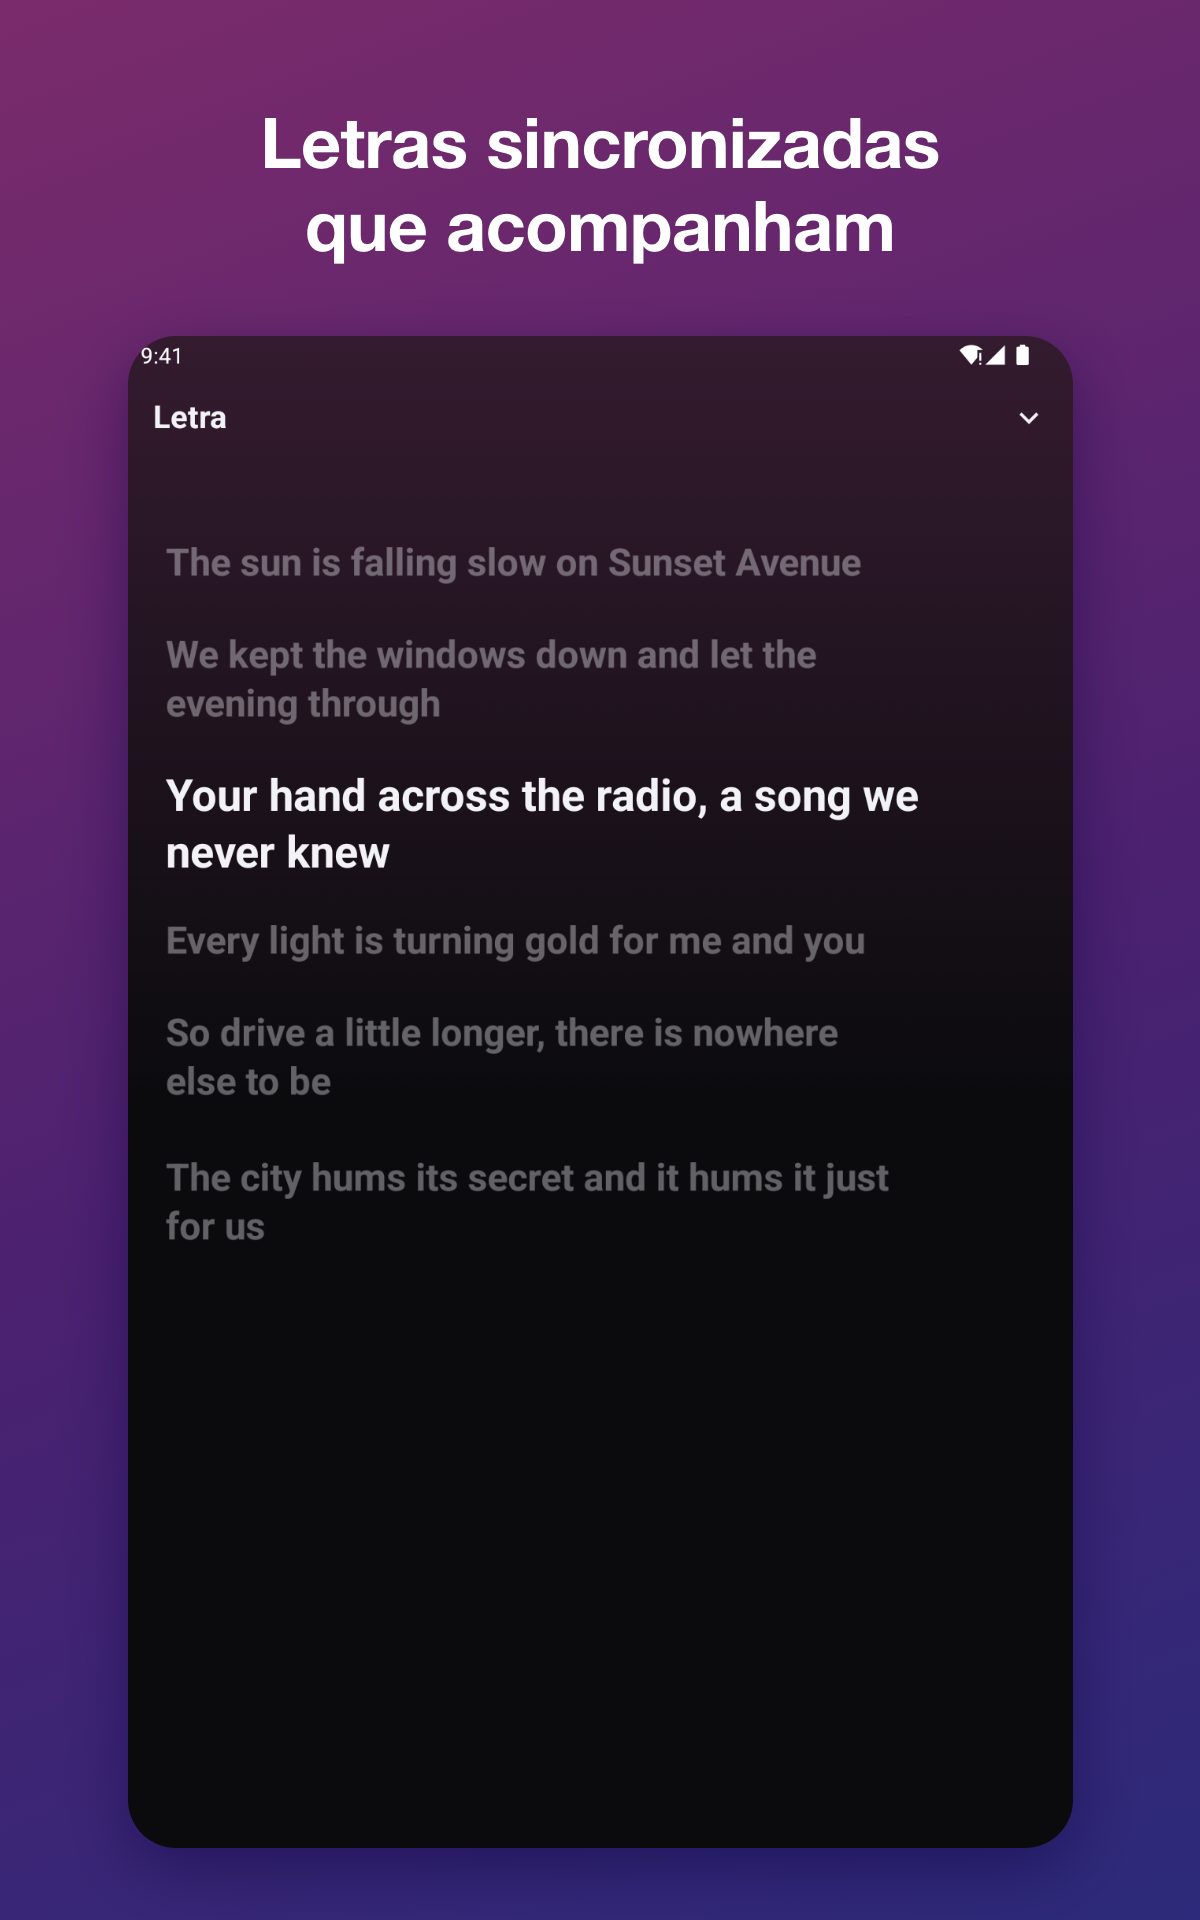 Letras sincronizadas
que acompanham
9:41
Letra
The sun is falling slow on Sunset Avenue
We kept the windows down and let the
evening through
Your hand across the radio, a song we
never knew
Every light is turning gold for me and you
So drive a little longer, there is nowhere
else to be
The city hums its secret and it hums it just
for us